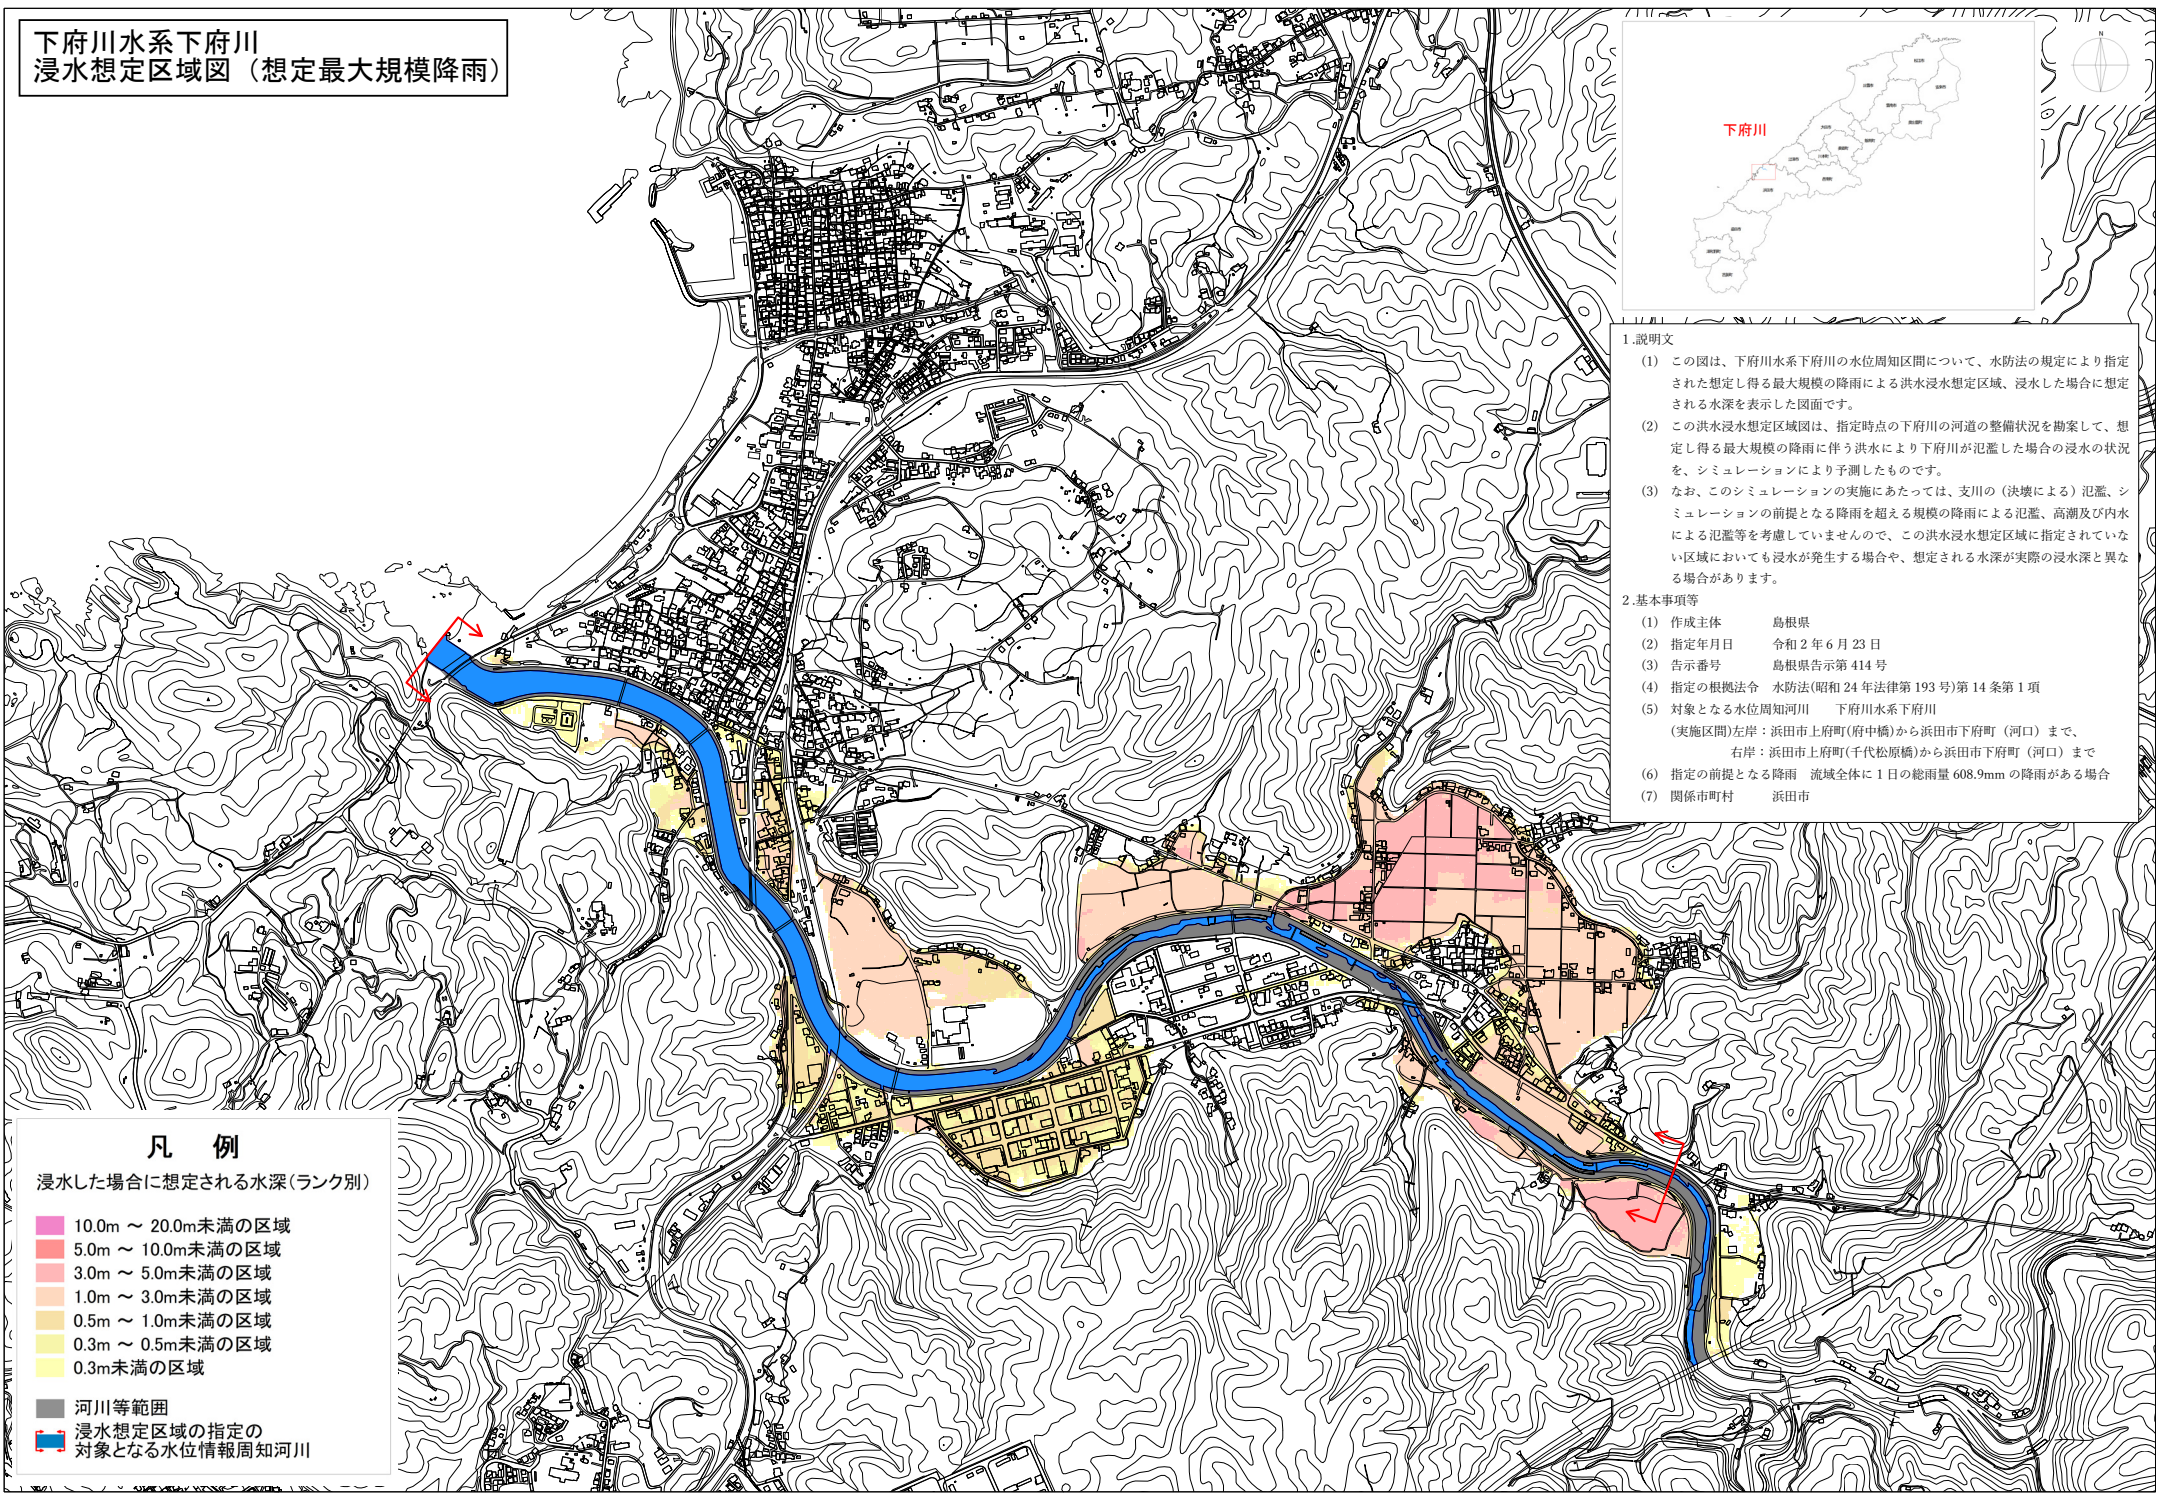 下府川水系下府川
浸水想定区域図（想定最大規模降雨）
下府川
N
1.説明文
(1) この図は、下府川水系下府川の水位周知区間について、水防法の規定により指定
された想定し得る最大規模の降雨による洪水浸水想定区域、浸水した場合に想定
される水深を表示した図面です。
(2) この洪水浸水想定区域図は、指定時点の下府川の河道の整備状況を勘案して、想
定し得る最大規模の降雨に伴う洪水により下府川が氾濫した場合の浸水の状況
を、シミュレーションにより予測したものです。
(3) なお、このシミュレーションの実施にあたっては、支川の（決壊による）氾濫、シ
ミュレーションの前提となる降雨を超える規模の降雨による氾濫、高潮及び内水
による氾濫等を考慮していませんので、この洪水浸水想定区域に指定されていな
い区域においても浸水が発生する場合や、想定される水深が実際の浸水深と異な
る場合があります。
2.基本事項等
(1) 作成主体 島根県
(2) 指定年月日 令和2年6月23日
(3) 告示番号 島根県告示第414号
(4) 指定の根拠法令 水防法(昭和24年法律第193号)第14条第1項
(5) 対象となる水位周知河川 下府川水系下府川
(実施区間)左岸：浜田市上府町(府中橋)から浜田市下府町（河口）まで、
右岸：浜田市上府町(千代松原橋)から浜田市下府町（河口）まで
(6) 指定の前提となる降雨 流域全体に1日の総雨量608.9mmの降雨がある場合
(7) 関係市町村 浜田市
凡 例
浸水した場合に想定される水深(ランク別)
10.0m ～ 20.0m未満の区域
5.0m ～ 10.0m未満の区域
3.0m ～ 5.0m未満の区域
1.0m ～ 3.0m未満の区域
0.5m ～ 1.0m未満の区域
0.3m ～ 0.5m未満の区域
0.3m未満の区域
河川等範囲
浸水想定区域の指定の
対象となる水位情報周知河川